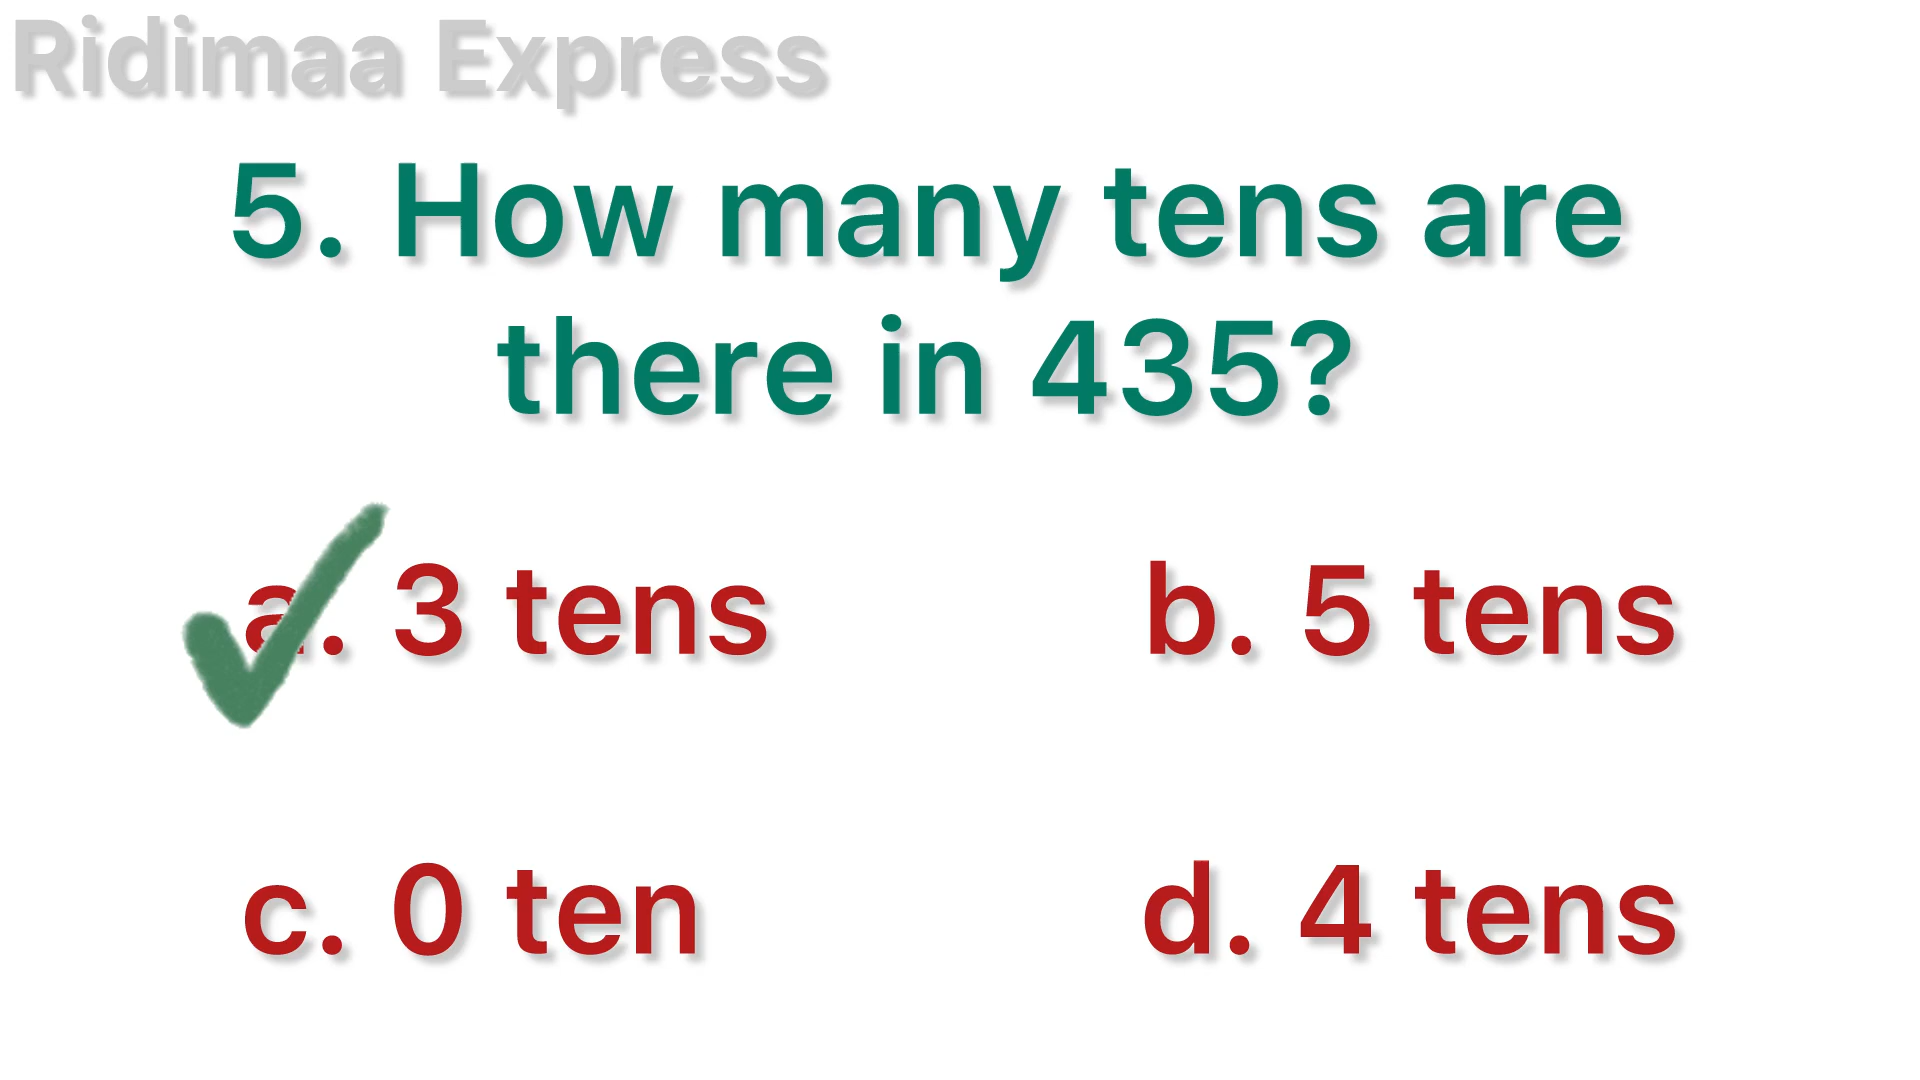 Ridimaa Express
5. How many tens are
there in 435?
a. 3 tens
b. 5 tens
c. 0 ten
d. 4 tens